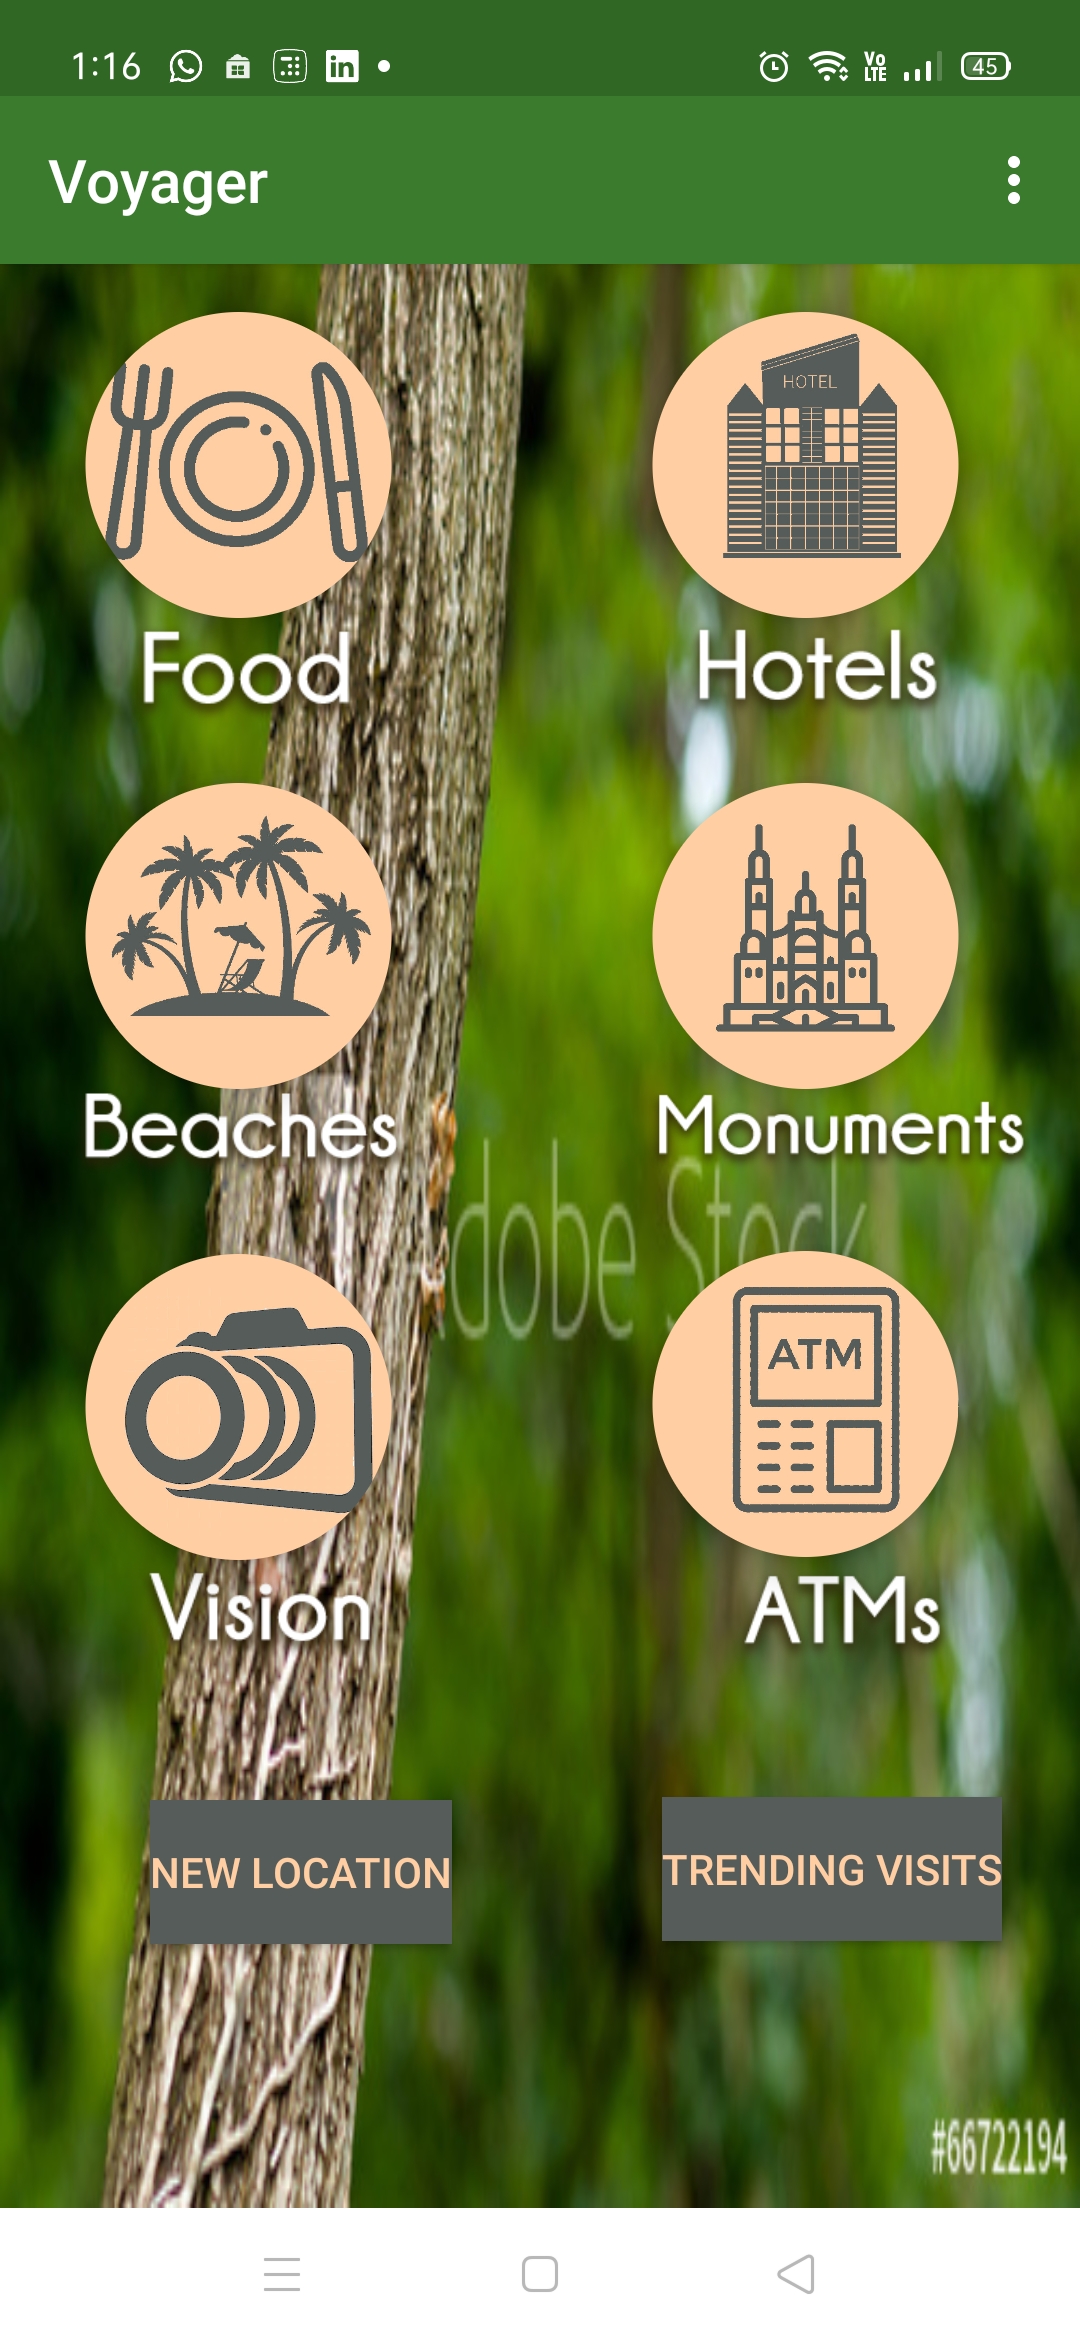 1:16
Vo
LTE
45
Voyager
HOTEL
Food
Hotels
Beaches
Monuments
Adobe Stock
ATM
Vision
ATMs
NEW LOCATION
TRENDING VISITS
#66722194